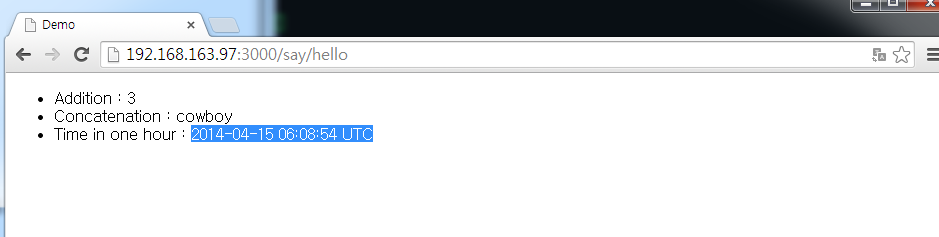 Demo
192.168.163.97:3000/say/hello
Addition : 3
Concatenation : cowboy
Time in one hour : 2014-04-15 06:08:54 UTC